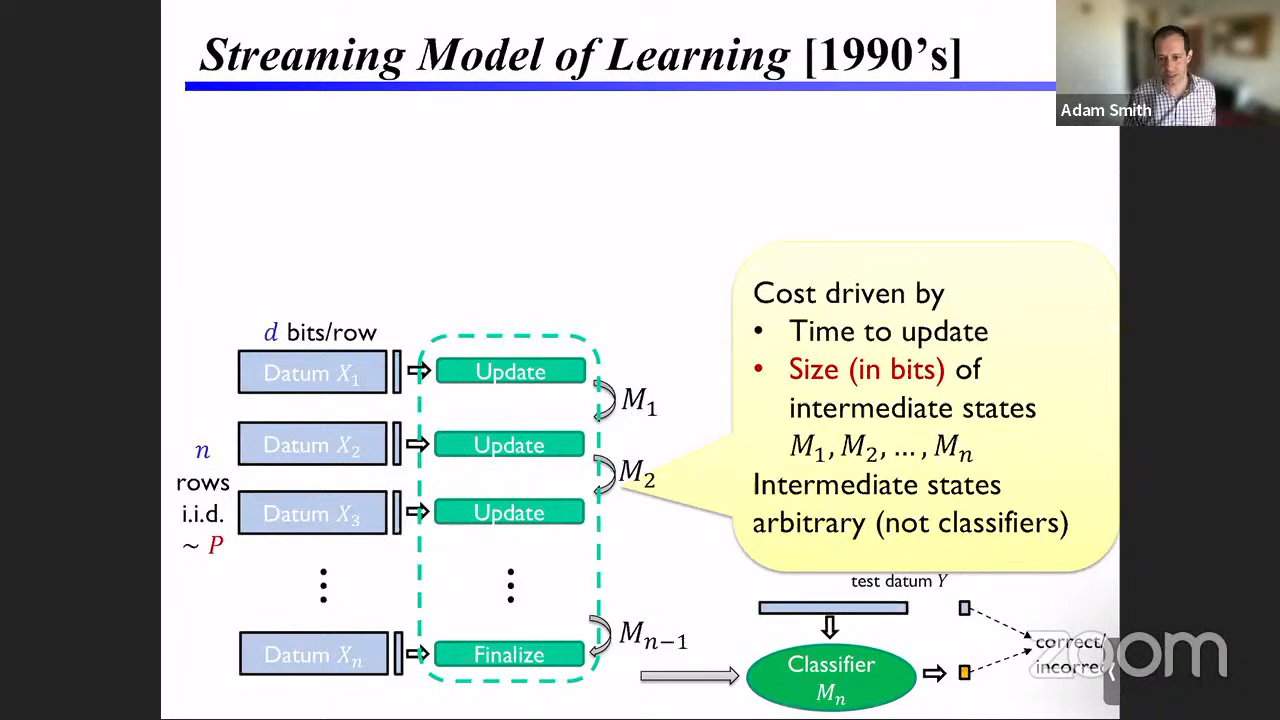 Streaming Model of Learning [1990's]
Adam Smith
Cost driven by
• Time to update
• Size (in bits) of
intermediate states
M₁, M₂, … , Mₙ
Intermediate states
arbitrary (not classifiers)
d bits/row
Datum X₁
Update
M₁
Datum X₂
Update
M₂
n
rows
i.i.d.
~ P
Datum X₃
Update
Datum Xₙ
Finalize
Mₙ₋₁
test datum Y
Classifier
Mₙ
correct/
zoom